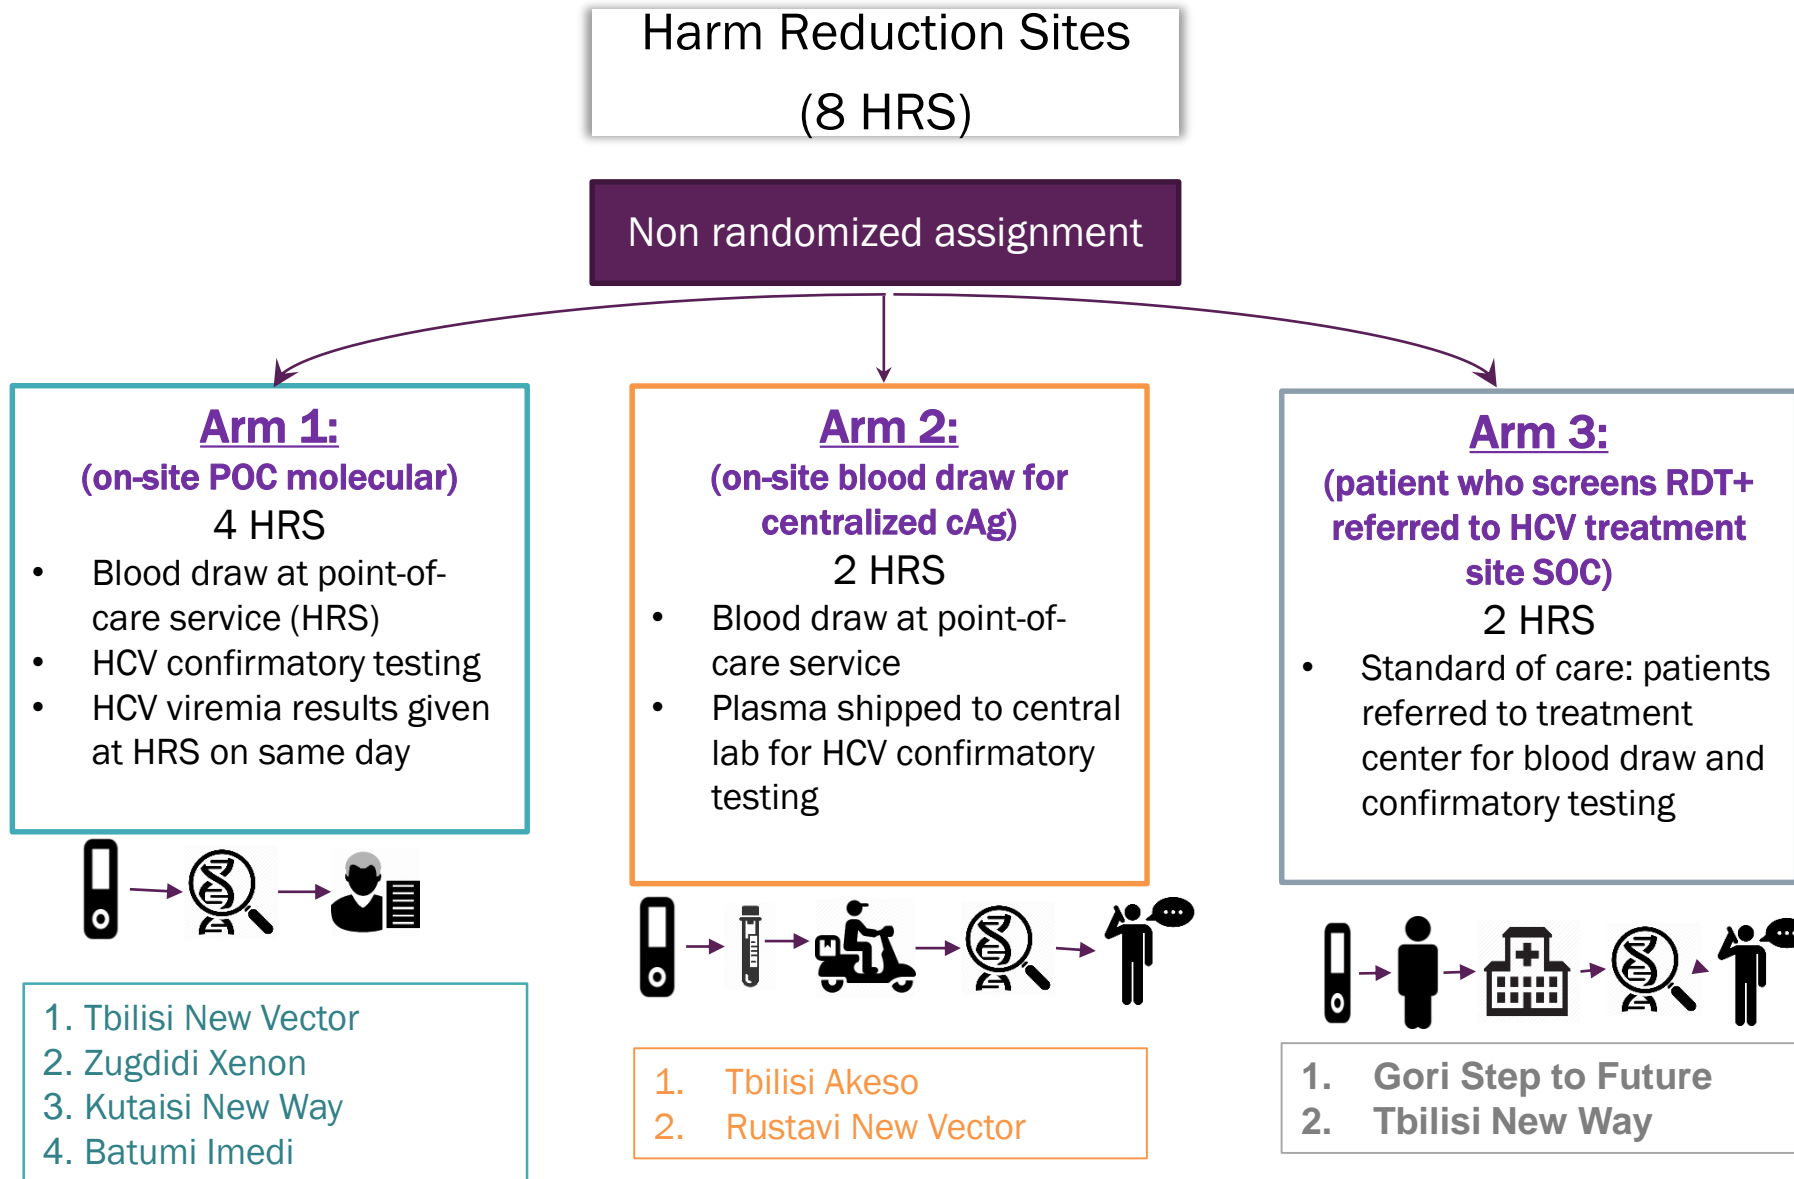 Harm Reduction Sites
(8 HRS)
Non randomized assignment
Arm 1:
(on-site POC molecular)
4 HRS
• Blood draw at point-of-
care service (HRS)
• HCV confirmatory testing
• HCV viremia results given
at HRS on same day
Arm 2:
(on-site blood draw for
centralized cAg)
2 HRS
• Blood draw at point-of-
care service
• Plasma shipped to central
lab for HCV confirmatory
testing
Arm 3:
(patient who screens RDT+
referred to HCV treatment
site SOC)
2 HRS
• Standard of care: patients
referred to treatment
center for blood draw and
confirmatory testing
1. Tbilisi New Vector
2. Zugdidi Xenon
3. Kutaisi New Way
4. Batumi Imedi
1. Tbilisi Akeso
2. Rustavi New Vector
1. Gori Step to Future
2. Tbilisi New Way